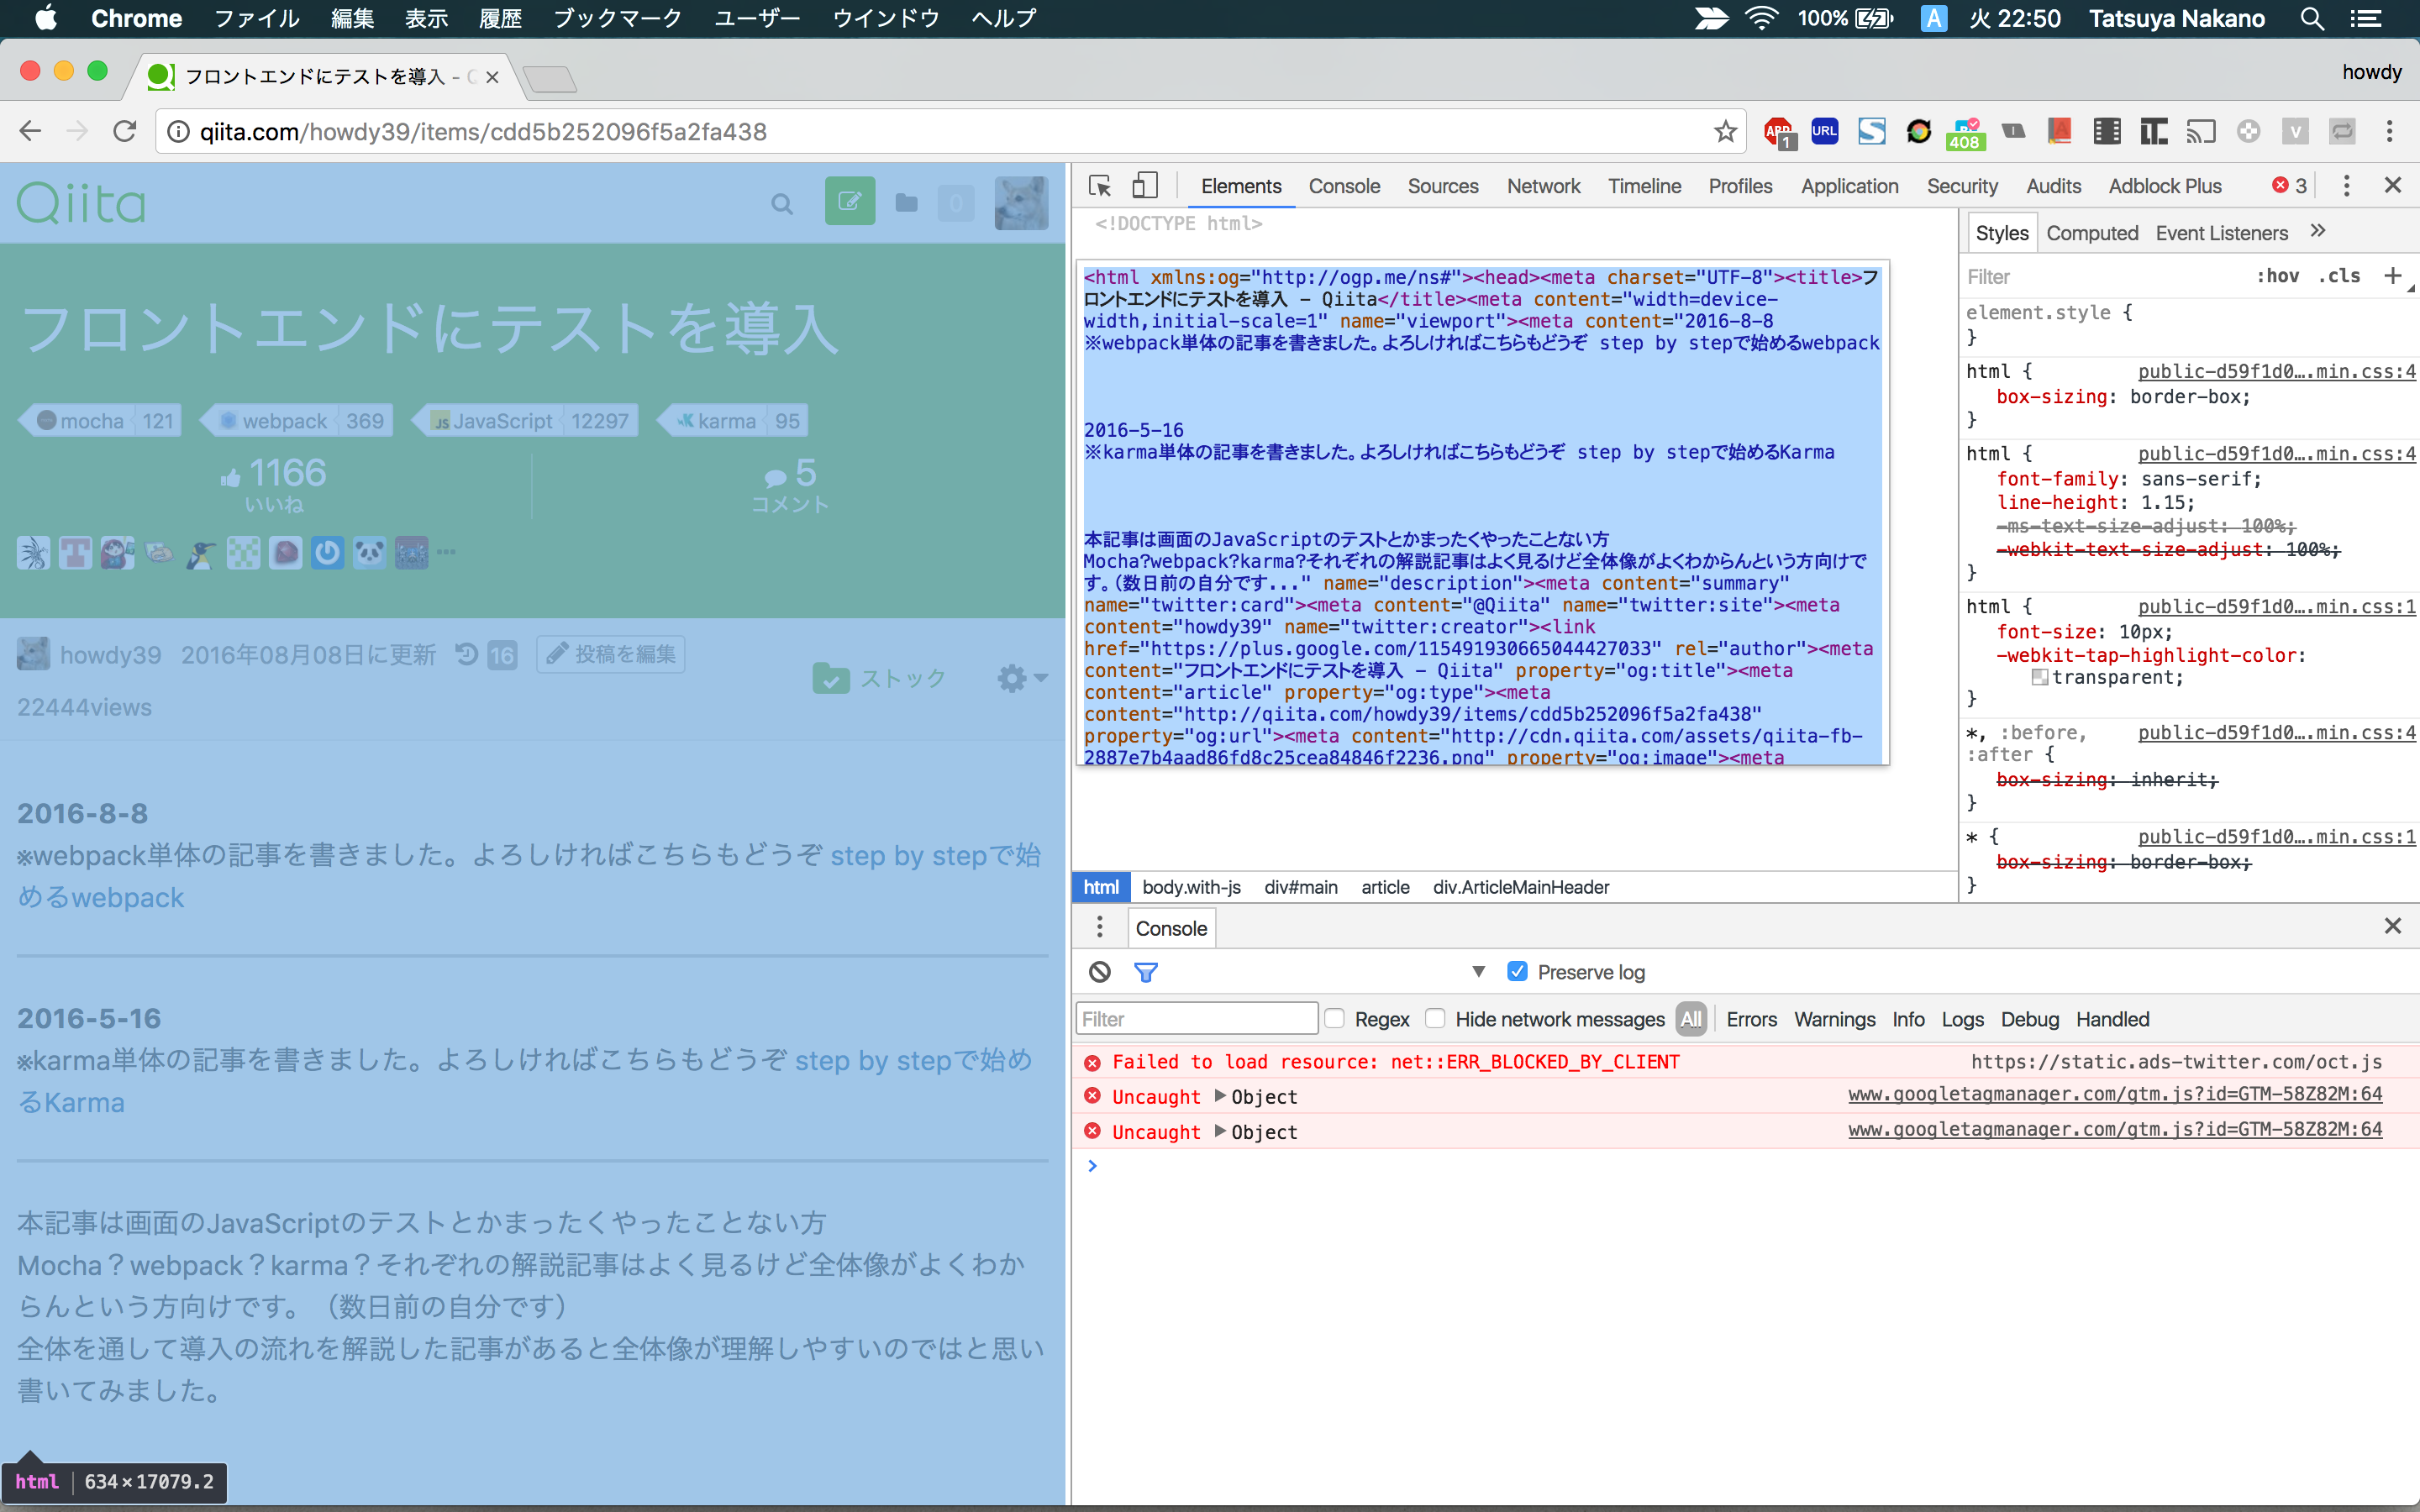 Chrome ファイル 編集 表示 履歴 ブックマーク ユーザー ウインドウ ヘルプ 100% A 火 22:50 Tatsuya Nakano
フロントエンドにテストを導入 - howdy
qiita.com/howdy39/items/cdd5b252096f5a2fa438 ABP 1 URL S 408 V
Qiita 0
フロントエンドにテストを導入
mocha 121 webpack 369 JS JavaScript 12297 karma 95
1166 5
いいね コメント
howdy39 2016年08月08日に更新 16 投稿を編集 ストック
22444views
2016-8-8
※webpack単体の記事を書きました。よろしければこちらもどうぞ step by stepで始
めるwebpack
2016-5-16
※karma単体の記事を書きました。よろしければこちらもどうぞ step by stepで始め
るKarma
本記事は画面のJavaScriptのテストとかまったくやったことない方
Mocha？webpack？karma？それぞれの解説記事はよく見るけど全体像がよくわか
らんという方向けです。（数日前の自分です）
全体を通して導入の流れを解説した記事があると全体像が理解しやすいのではと思い
書いてみました。
html 634×17079.2
Elements Console Sources Network Timeline Profiles Application Security Audits Adblock Plus 3
<!DOCTYPE html>
<html xmlns:og="http://ogp.me/ns#"><head><meta charset="UTF-8"><title>フ
ロントエンドにテストを導入 - Qiita</title><meta content="width=device-
width,initial-scale=1" name="viewport"><meta content="2016-8-8
※webpack単体の記事を書きました。よろしければこちらもどうぞ step by stepで始めるwebpack
2016-5-16
※karma単体の記事を書きました。よろしければこちらもどうぞ step by stepで始めるKarma
本記事は画面のJavaScriptのテストとかまったくやったことない方
Mocha?webpack?karma?それぞれの解説記事はよく見るけど全体像がよくわからんという方向けで
す。（数日前の自分です..." name="description"><meta content="summary"
name="twitter:card"><meta content="@Qiita" name="twitter:site"><meta
content="howdy39" name="twitter:creator"><link
href="https://plus.google.com/115491930665044427033" rel="author"><meta
content="フロントエンドにテストを導入 - Qiita" property="og:title"><meta
content="article" property="og:type"><meta
content="http://qiita.com/howdy39/items/cdd5b252096f5a2fa438"
property="og:url"><meta content="http://cdn.qiita.com/assets/qiita-fb-
2887e7b4aad86fd8c25cea84846f2236.png" property="og:image"><meta
html body.with-js div#main article div.ArticleMainHeader
Styles Computed Event Listeners »
Filter :hov .cls +
element.style {
}
html { public-d59f1d0….min.css:4
box-sizing: border-box;
}
html { public-d59f1d0….min.css:4
font-family: sans-serif;
line-height: 1.15;
-ms-text-size-adjust: 100%;
-webkit-text-size-adjust: 100%;
}
html { public-d59f1d0….min.css:1
font-size: 10px;
-webkit-tap-highlight-color:
transparent;
}
*, :before, public-d59f1d0….min.css:4
:after {
box-sizing: inherit;
}
* { public-d59f1d0….min.css:1
box-sizing: border-box;
}
Console
Preserve log
Filter Regex Hide network messages All Errors Warnings Info Logs Debug Handled
Failed to load resource: net::ERR_BLOCKED_BY_CLIENT https://static.ads-twitter.com/oct.js
Uncaught Object www.googletagmanager.com/gtm.js?id=GTM-58Z82M:64
Uncaught Object www.googletagmanager.com/gtm.js?id=GTM-58Z82M:64